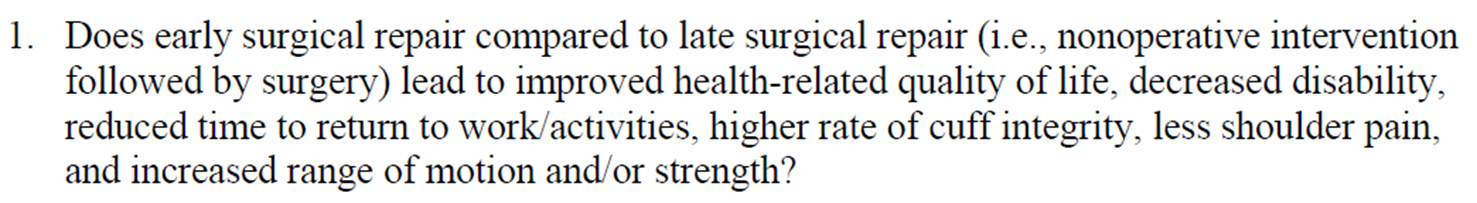 1. Does early surgical repair compared to late surgical repair (i.e., nonoperative intervention
followed by surgery) lead to improved health-related quality of life, decreased disability,
reduced time to return to work/activities, higher rate of cuff integrity, less shoulder pain,
and increased range of motion and/or strength?